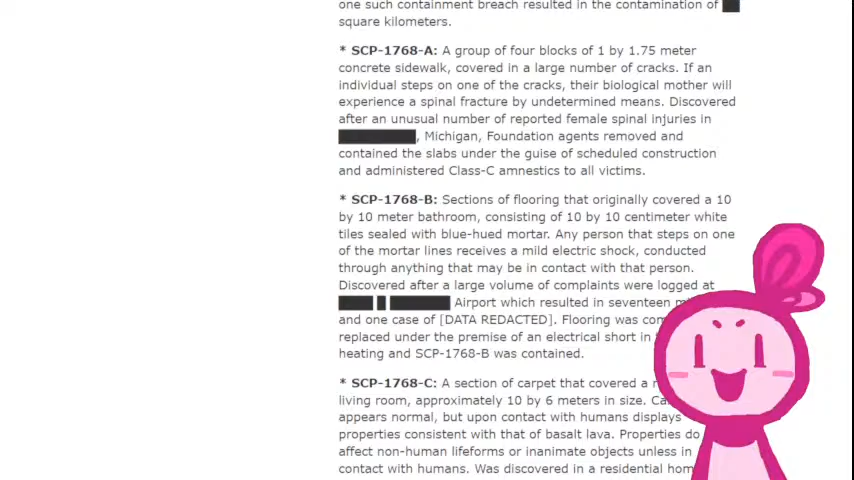 one such containment breach resulted in the contamination of ██
square kilometers.
* SCP-1768-A: A group of four blocks of 1 by 1.75 meter
concrete sidewalk, covered in a large number of cracks. If an
individual steps on one of the cracks, their biological mother will
experience a spinal fracture by undetermined means. Discovered
after an unusual number of reported female spinal injuries in
█████████, Michigan, Foundation agents removed and
contained the slabs under the guise of scheduled construction
and administered Class-C amnestics to all victims.
* SCP-1768-B: Sections of flooring that originally covered a 10
by 10 meter bathroom, consisting of 10 by 10 centimeter white
tiles sealed with blue-hued mortar. Any person that steps on one
of the mortar lines receives a mild electric shock, conducted
through anything that may be in contact with that person.
Discovered after a large volume of complaints were logged at
████ █ ███████ Airport which resulted in seventeen
and one case of [DATA REDACTED]. Flooring was
replaced under the premise of an electrical short in
heating and SCP-1768-B was contained.
* SCP-1768-C: A section of carpet that covered a
living room, approximately 10 by 6 meters in size.
appears normal, but upon contact with humans displays
properties consistent with that of basalt lava. Properties do
affect non-human lifeforms or inanimate objects unless in
contact with humans. Was discovered in a residential